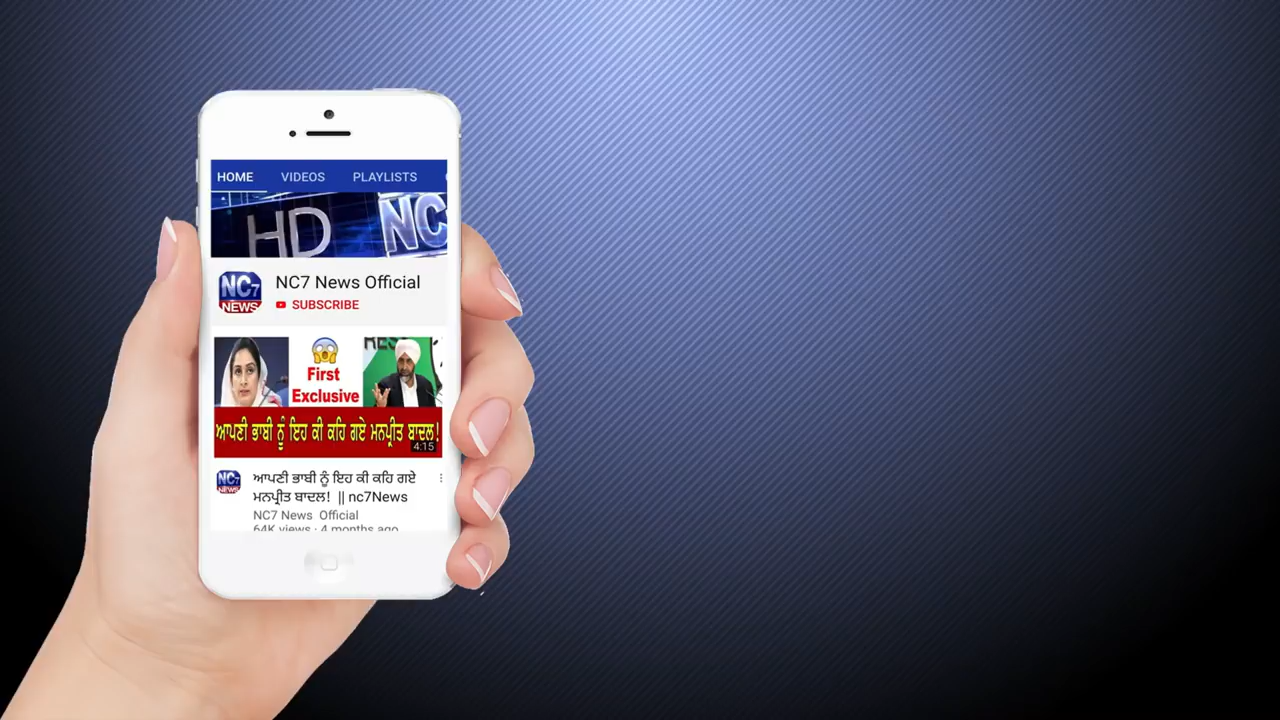 HOME VIDEOS PLAYLISTS
HD NC
NC7 News Official
NC7
NEWS
SUBSCRIBE
First
Exclusive
ਆਪਣੀ ਭਾਬੀ ਨੂੰ ਇਹ ਕੀ ਕਹਿ ਗਏ ਮਨਪ੍ਰੀਤ ਬਾਦਲ!
4:15
NC7
NEWS
ਆਪਣੀ ਭਾਬੀ ਨੂੰ ਇਹ ਕੀ ਕਹਿ ਗਏ
ਮਨਪ੍ਰੀਤ ਬਾਦਲ! || nc7News
NC7 News Official
64K views · 4 months ago